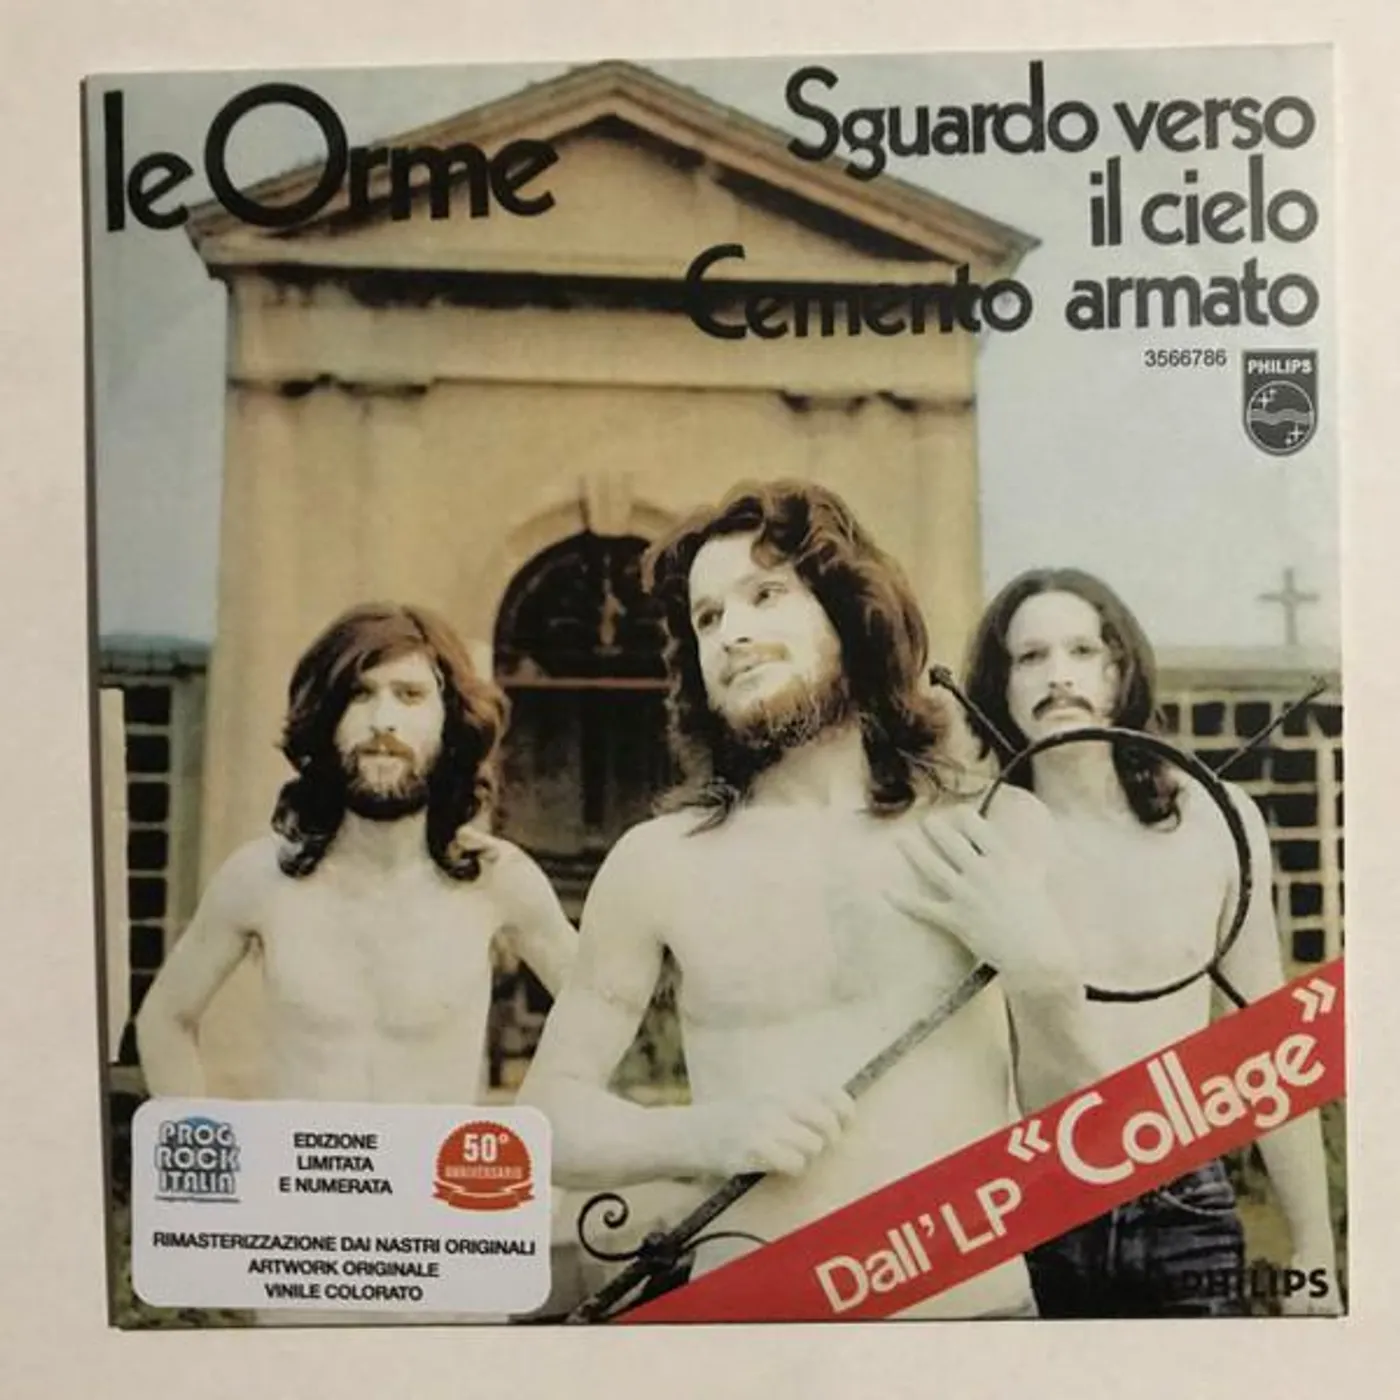 le Orme
Sguardo verso
il cielo
Cemento armato
3566786
PHILIPS
Dall' LP «Collage»
PROG
ROCK
ITALIA
EDIZIONE
LIMITATA
E NUMERATA
50°
ANNIVERSARIO
RIMASTERIZZAZIONE DAI NASTRI ORIGINALI
ARTWORK ORIGINALE
VINILE COLORATO
PHILIPS